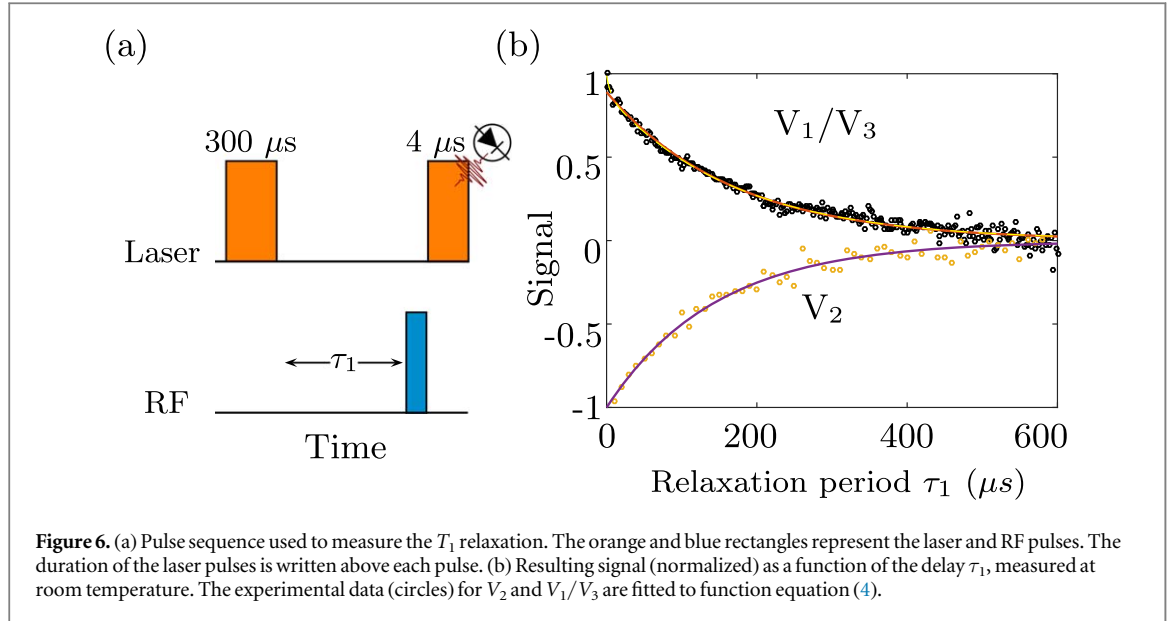 (a)
(b)
300 μs
4 μs
Laser
τ₁
RF
Time
1
0.5
0
-0.5
-1
Signal
V₁/V₃
V₂
0
200
400
600
Relaxation period τ₁ (μs)
Figure 6. (a) Pulse sequence used to measure the T₁ relaxation. The orange and blue rectangles represent the laser and RF pulses. The
duration of the laser pulses is written above each pulse. (b) Resulting signal (normalized) as a function of the delay τ₁, measured at
room temperature. The experimental data (circles) for V₂ and V₁/V₃ are fitted to function equation (4).